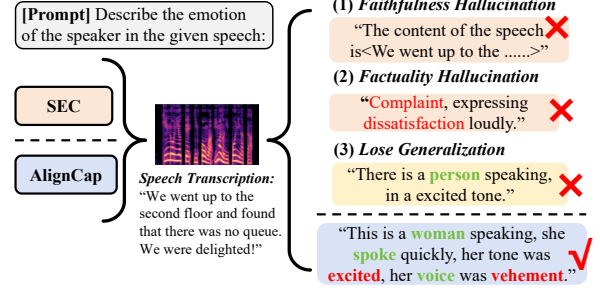 [Prompt] Describe the emotion
of the speaker in the given speech:
SEC
AlignCap
Speech Transcription:
“We went up to the
second floor and found
that there was no queue.
We were delighted!”
(1) Faithfulness Hallucination
“The content of the speech
is<We went up to the ......>”
(2) Factuality Hallucination
“Complaint, expressing
dissatisfaction loudly.”
(3) Lose Generalization
“There is a person speaking,
in a excited tone.”
“This is a woman speaking, she
spoke quickly, her tone was
excited, her voice was vehement.”